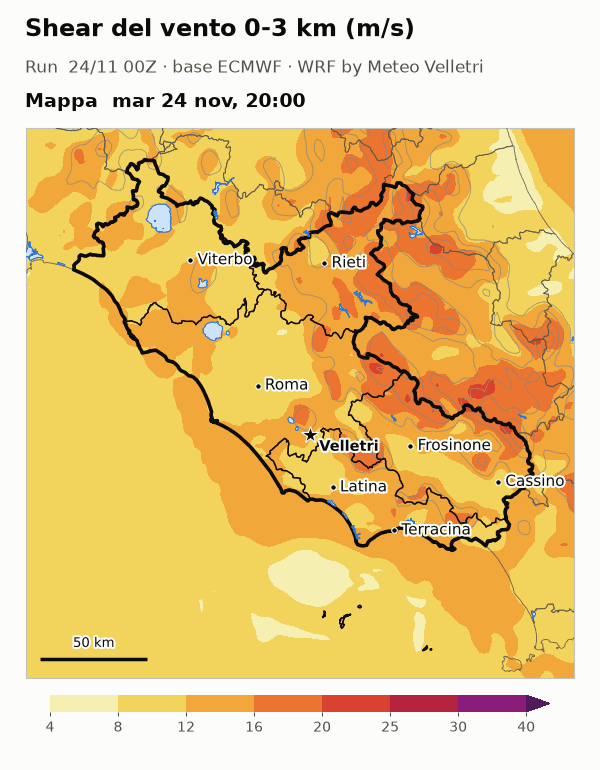 Shear del vento 0-3 km (m/s)
Run  24/11 00Z · base ECMWF · WRF by Meteo Velletri
Mappa  mar 24 nov, 20:00
Viterbo
Rieti
Roma
Velletri
Frosinone
Cassino
Latina
Terracina
50 km
4 8 12 16 20 25 30 40